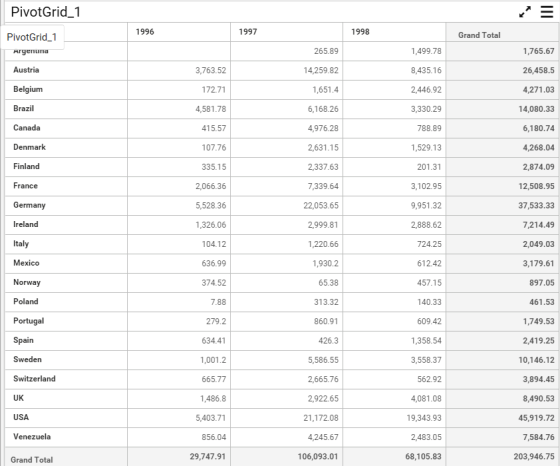 PivotGrid_1
PivotGrid_1 1996 1997 1998 Grand Total
Argentina 265.89 1,499.78 1,765.67
Austria 3,763.52 14,259.82 8,435.16 26,458.5
Belgium 172.71 1,651.4 2,446.92 4,271.03
Brazil 4,581.78 6,168.26 3,330.29 14,080.33
Canada 415.57 4,976.28 788.89 6,180.74
Denmark 107.76 2,631.15 1,529.13 4,268.04
Finland 335.15 2,337.63 201.31 2,874.09
France 2,066.36 7,339.64 3,102.95 12,508.95
Germany 5,528.36 22,053.65 9,951.32 37,533.33
Ireland 1,326.06 2,999.81 2,888.62 7,214.49
Italy 104.12 1,220.66 724.25 2,049.03
Mexico 636.99 1,930.2 612.42 3,179.61
Norway 374.52 65.38 457.15 897.05
Poland 7.88 313.32 140.33 461.53
Portugal 279.2 860.91 609.42 1,749.53
Spain 634.41 426.3 1,358.54 2,419.25
Sweden 1,001.2 5,586.55 3,558.37 10,146.12
Switzerland 665.77 2,665.76 562.92 3,894.45
UK 1,486.8 2,922.65 4,081.08 8,490.53
USA 5,403.71 21,172.08 19,343.93 45,919.72
Venezuela 856.04 4,245.67 2,483.05 7,584.76
Grand Total 29,747.91 106,093.01 68,105.83 203,946.75